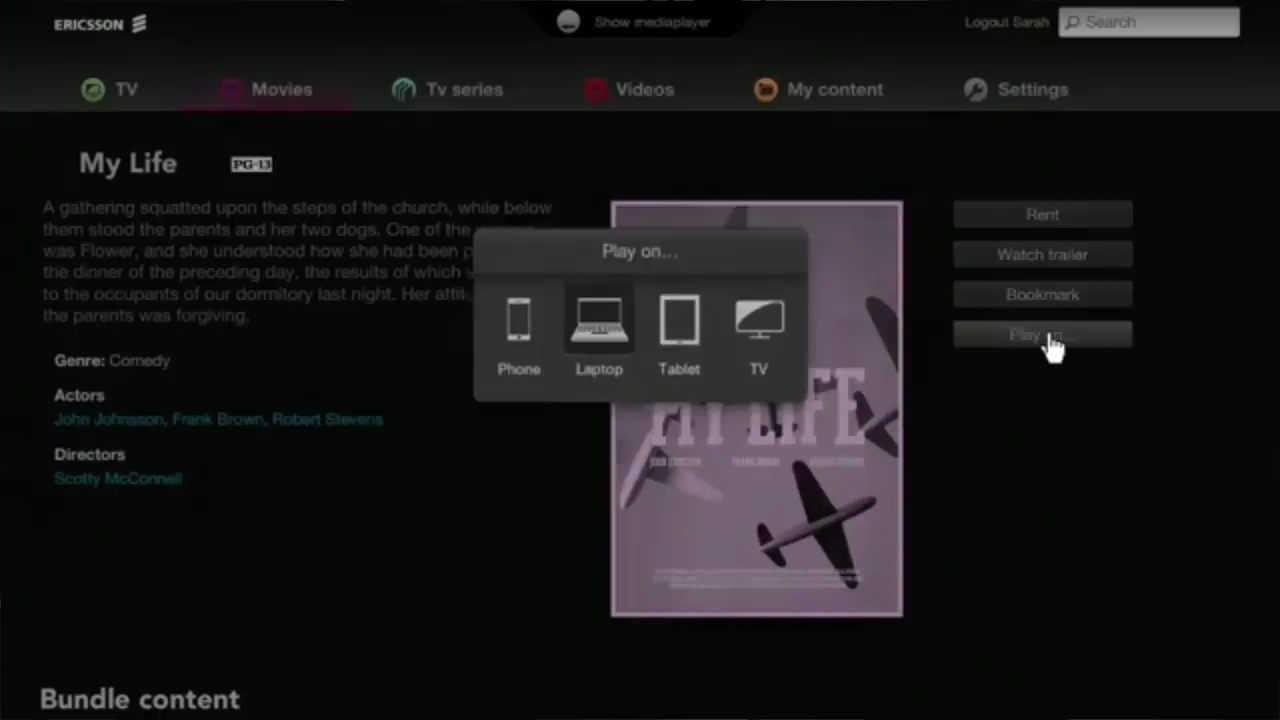 ERICSSON
Show mediaplayer
Logout Sarah
Search
TV
Movies
Tv series
Videos
My content
Settings
My Life
PG-13
A gathering squatted upon the steps of the church, while below
them stood the parents and her two dogs. One of the
was Flower, and she understood how she had been
the dinner of the preceding day, the results of which
to the occupants of our dormitory last night. Her
the parents was forgiving.
Genre: Comedy
Actors
John Johnsson, Frank Brown, Robert Stevens
Directors
Scotty McConnell
Play on...
Phone
Laptop
Tablet
TV
MY LIFE
Rent
Watch trailer
Bookmark
Play
Bundle content